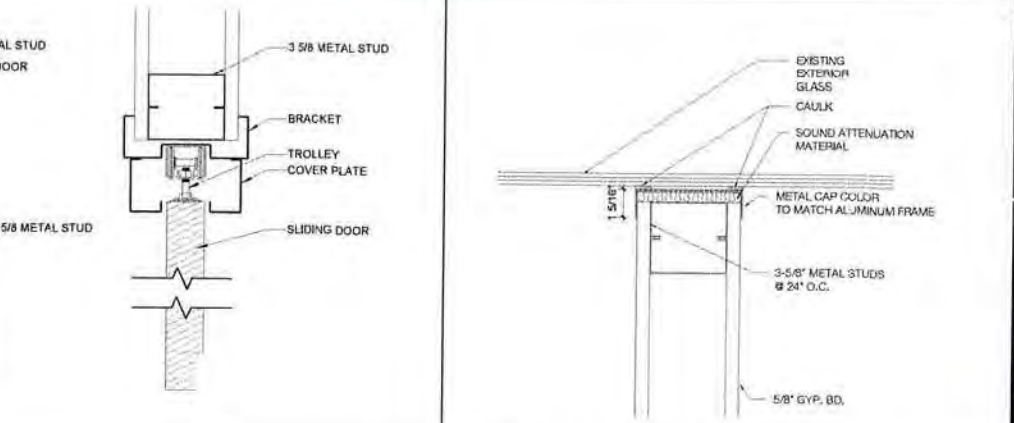 AL STUD
OOR
5/8 METAL STUD
3 5/8 METAL STUD
BRACKET
TROLLEY
COVER PLATE
SLIDING DOOR
EXISTING
EXTERIOR
GLASS
CAULK
SOUND ATTENUATION
MATERIAL
1 5/16"
METAL CAP COLOR
TO MATCH ALUMINUM FRAME
3-5/8" METAL STUDS
@ 24" O.C.
5/8" GYP. BD.